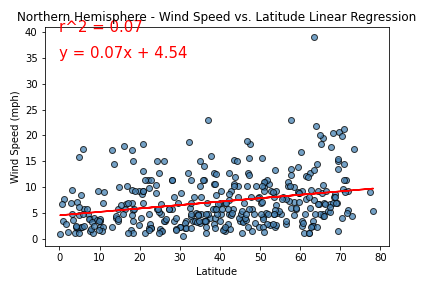 Northern Hemisphere - Wind Speed vs. Latitude Linear Regression
r^2 = 0.07
y = 0.07x + 4.54
Wind Speed (mph)
40
35
30
25
20
15
10
5
0
0 10 20 30 40 50 60 70 80
Latitude